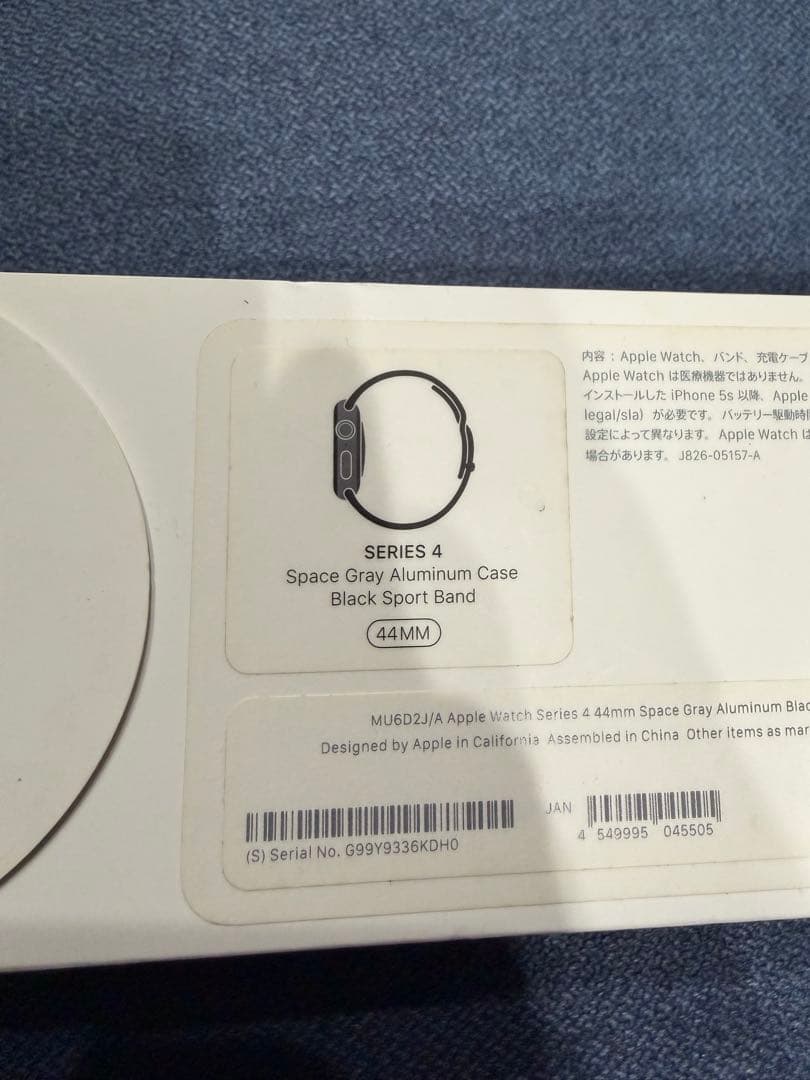 内容 : Apple Watch、バンド、充電ケーブ
Apple Watch は医療機器ではありません。
インストールした iPhone 5s 以降、Apple
legal/sla) が必要です。バッテリー駆動時
設定によって異なります。Apple Watch は
場合があります。J826-05157-A
SERIES 4
Space Gray Aluminum Case
Black Sport Band
44MM
MU6D2J/A Apple Watch Series 4 44mm Space Gray Aluminum Blac
Designed by Apple in California Assembled in China Other items as mar
JAN
4 549995 045505
(S) Serial No. G99Y9336KDH0